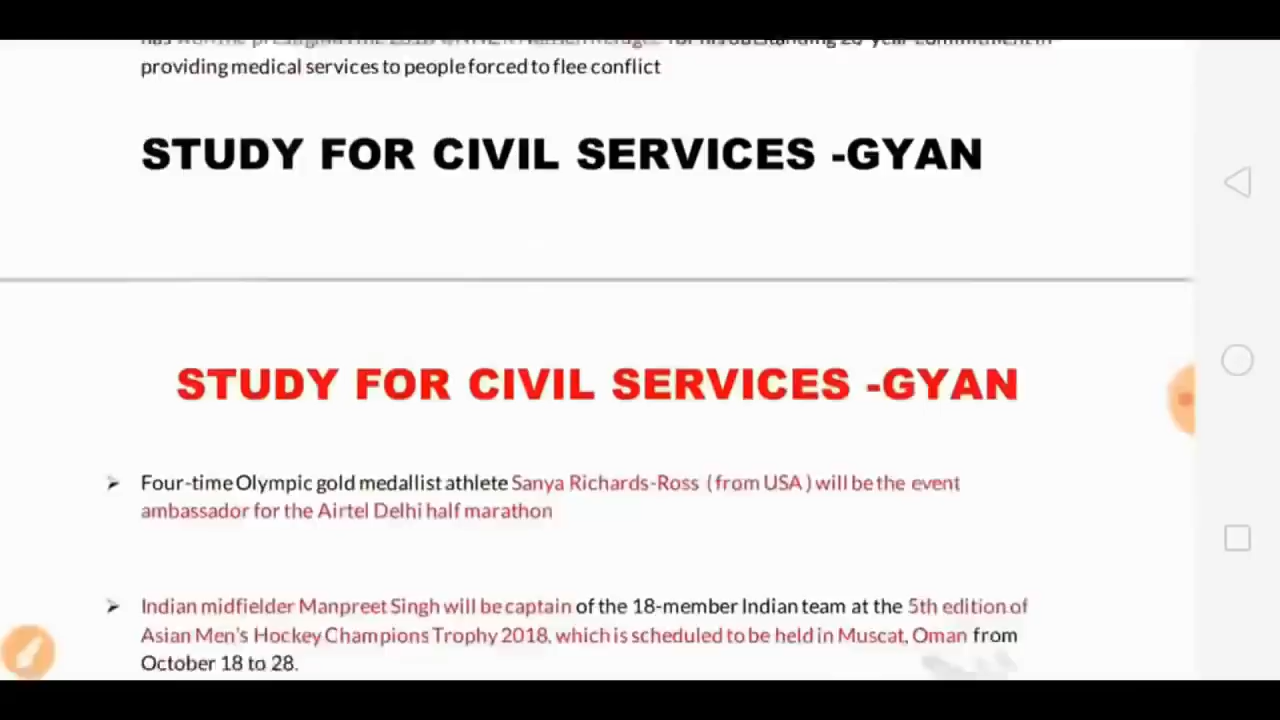 providing medical services to people forced to flee conflict
STUDY FOR CIVIL SERVICES -GYAN
STUDY FOR CIVIL SERVICES -GYAN
➢ Four-time Olympic gold medallist athlete Sanya Richards-Ross (from USA) will be the event
ambassador for the Airtel Delhi half marathon
➢ Indian midfielder Manpreet Singh will be captain of the 18-member Indian team at the 5th edition of
Asian Men's Hockey Champions Trophy 2018, which is scheduled to be held in Muscat, Oman from
October 18 to 28.